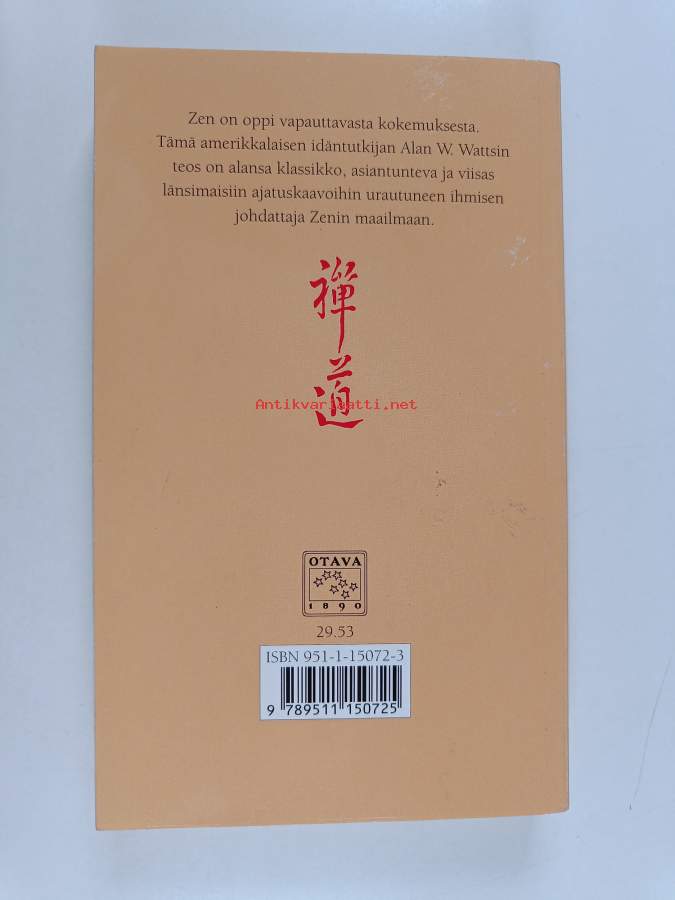 Zen on oppi vapauttavasta kokemuksesta.
Tämä amerikkalaisen idäntutkijan Alan W. Wattsin
teos on alansa klassikko, asiantunteva ja viisas
länsimaisiin ajatuskaavoihin urautuneen ihmisen
johdattaja Zenin maailmaan.
禅
道
Antikvariaatti.net
OTAVA
1890
29.53
ISBN 951-1-15072-3
9 789511 150725